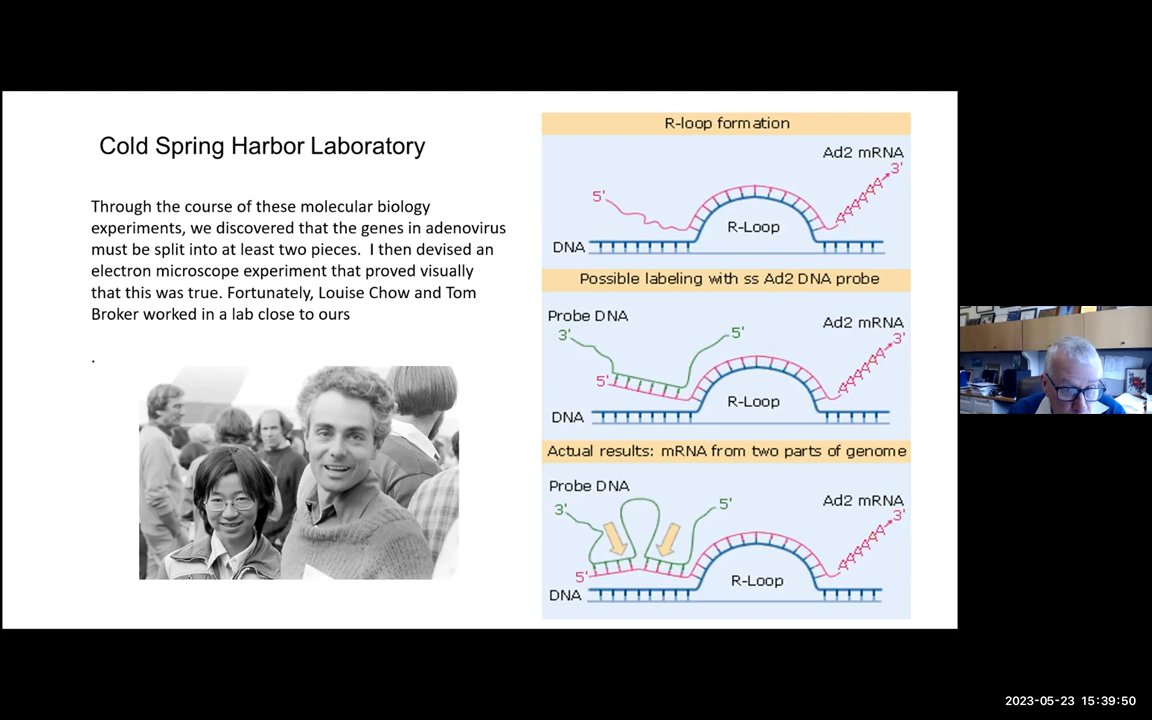 Cold Spring Harbor Laboratory
Through the course of these molecular biology
experiments, we discovered that the genes in adenovirus
must be split into at least two pieces.  I then devised an
electron microscope experiment that proved visually
that this was true. Fortunately, Louise Chow and Tom
Broker worked in a lab close to ours
.
R-loop formation
Ad2 mRNA
3'
5'
AAAAAA
R-Loop
DNA
Possible labeling with ss Ad2 DNA probe
Probe DNA
3'
5'
Ad2 mRNA
3'
5'
AAAAAA
R-Loop
DNA
Actual results: mRNA from two parts of genome
Probe DNA
3'
5'
Ad2 mRNA
3'
5'
AAAAAA
R-Loop
DNA
2023-05-23 15:39:50